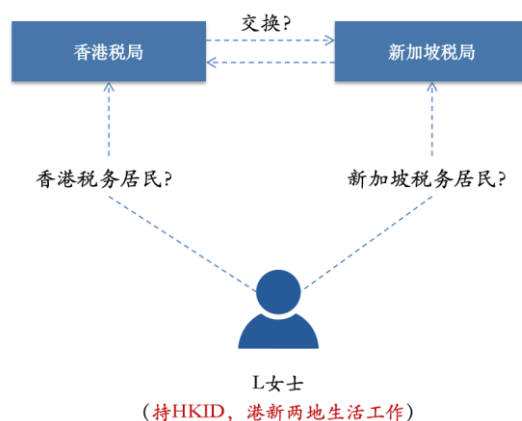 交换?
香港税局
新加坡税局
香港税务居民?
新加坡税务居民?
L女士
(持HKID，港新两地生活工作)